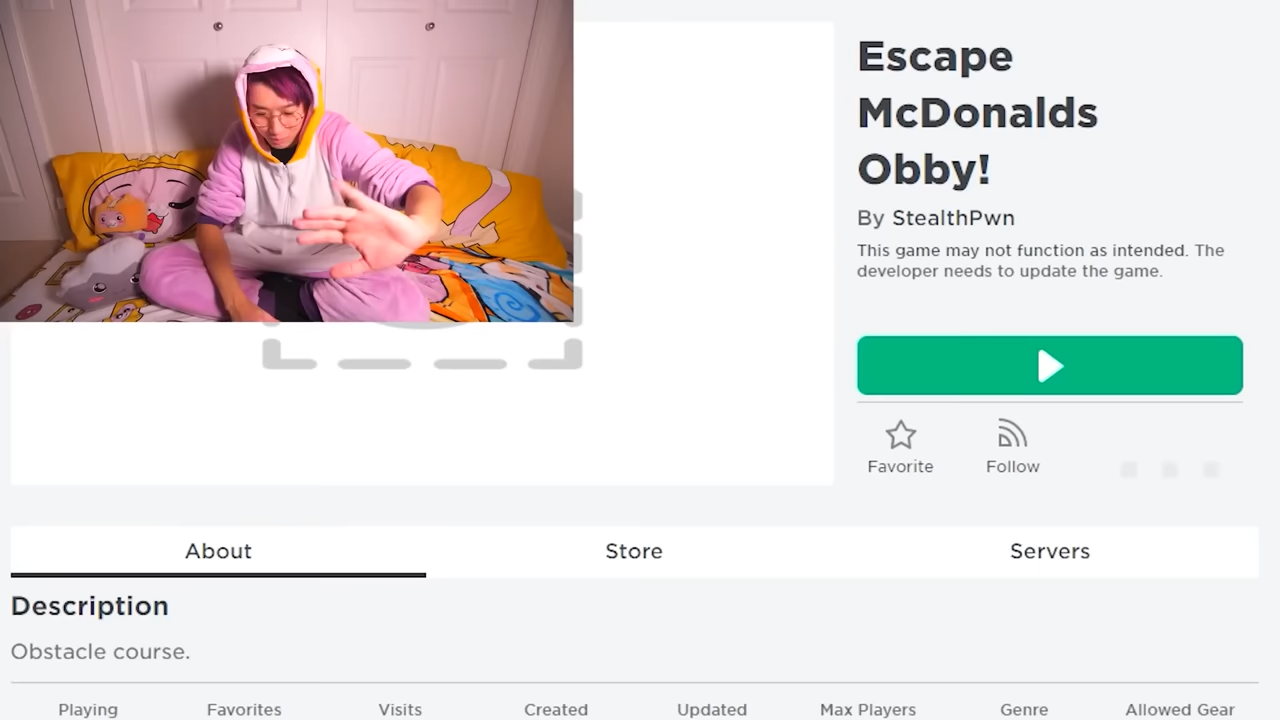 Escape
McDonalds
Obby!
By StealthPwn
This game may not function as intended. The
developer needs to update the game.
Favorite
Follow
About
Store
Servers
Description
Obstacle course.
Playing
Favorites
Visits
Created
Updated
Max Players
Genre
Allowed Gear